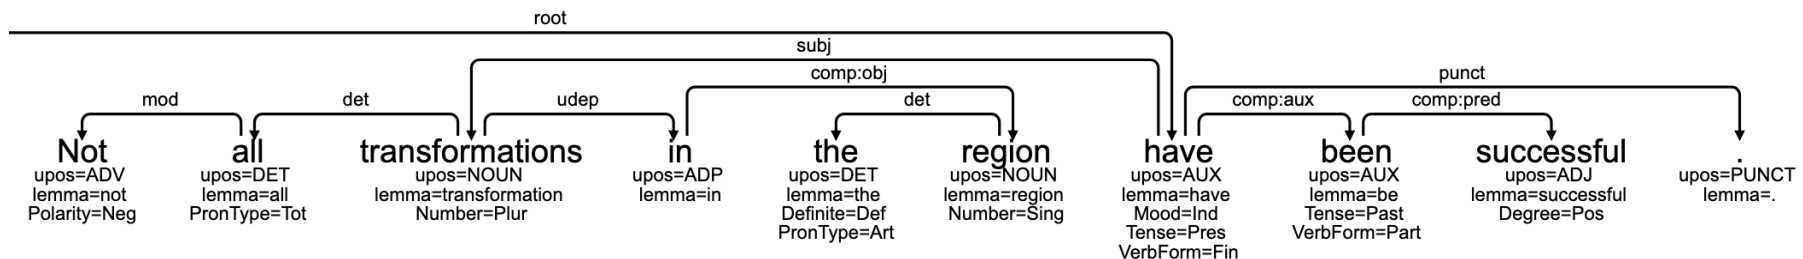 root
subj
comp:obj punct
mod det udep det comp:aux comp:pred
Not all transformations in the region have been successful .
upos=ADV upos=DET upos=NOUN upos=ADP upos=DET upos=NOUN upos=AUX upos=AUX upos=ADJ upos=PUNCT
lemma=not lemma=all lemma=transformation lemma=in lemma=the lemma=region lemma=have lemma=be lemma=successful lemma=.
Polarity=Neg PronType=Tot Number=Plur Definite=Def Number=Sing Mood=Ind Tense=Past Degree=Pos
PronType=Art Tense=Pres VerbForm=Part
VerbForm=Fin